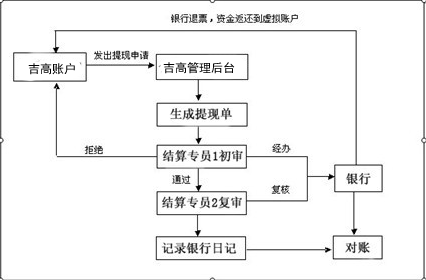 银行退票，资金返还到虚拟账户
发出提现申请
吉高账户
吉高管理后台
生成提现单
拒绝
结算专员1初审
经办
通过
银行
复核
结算专员2复审
记录银行日记
对账